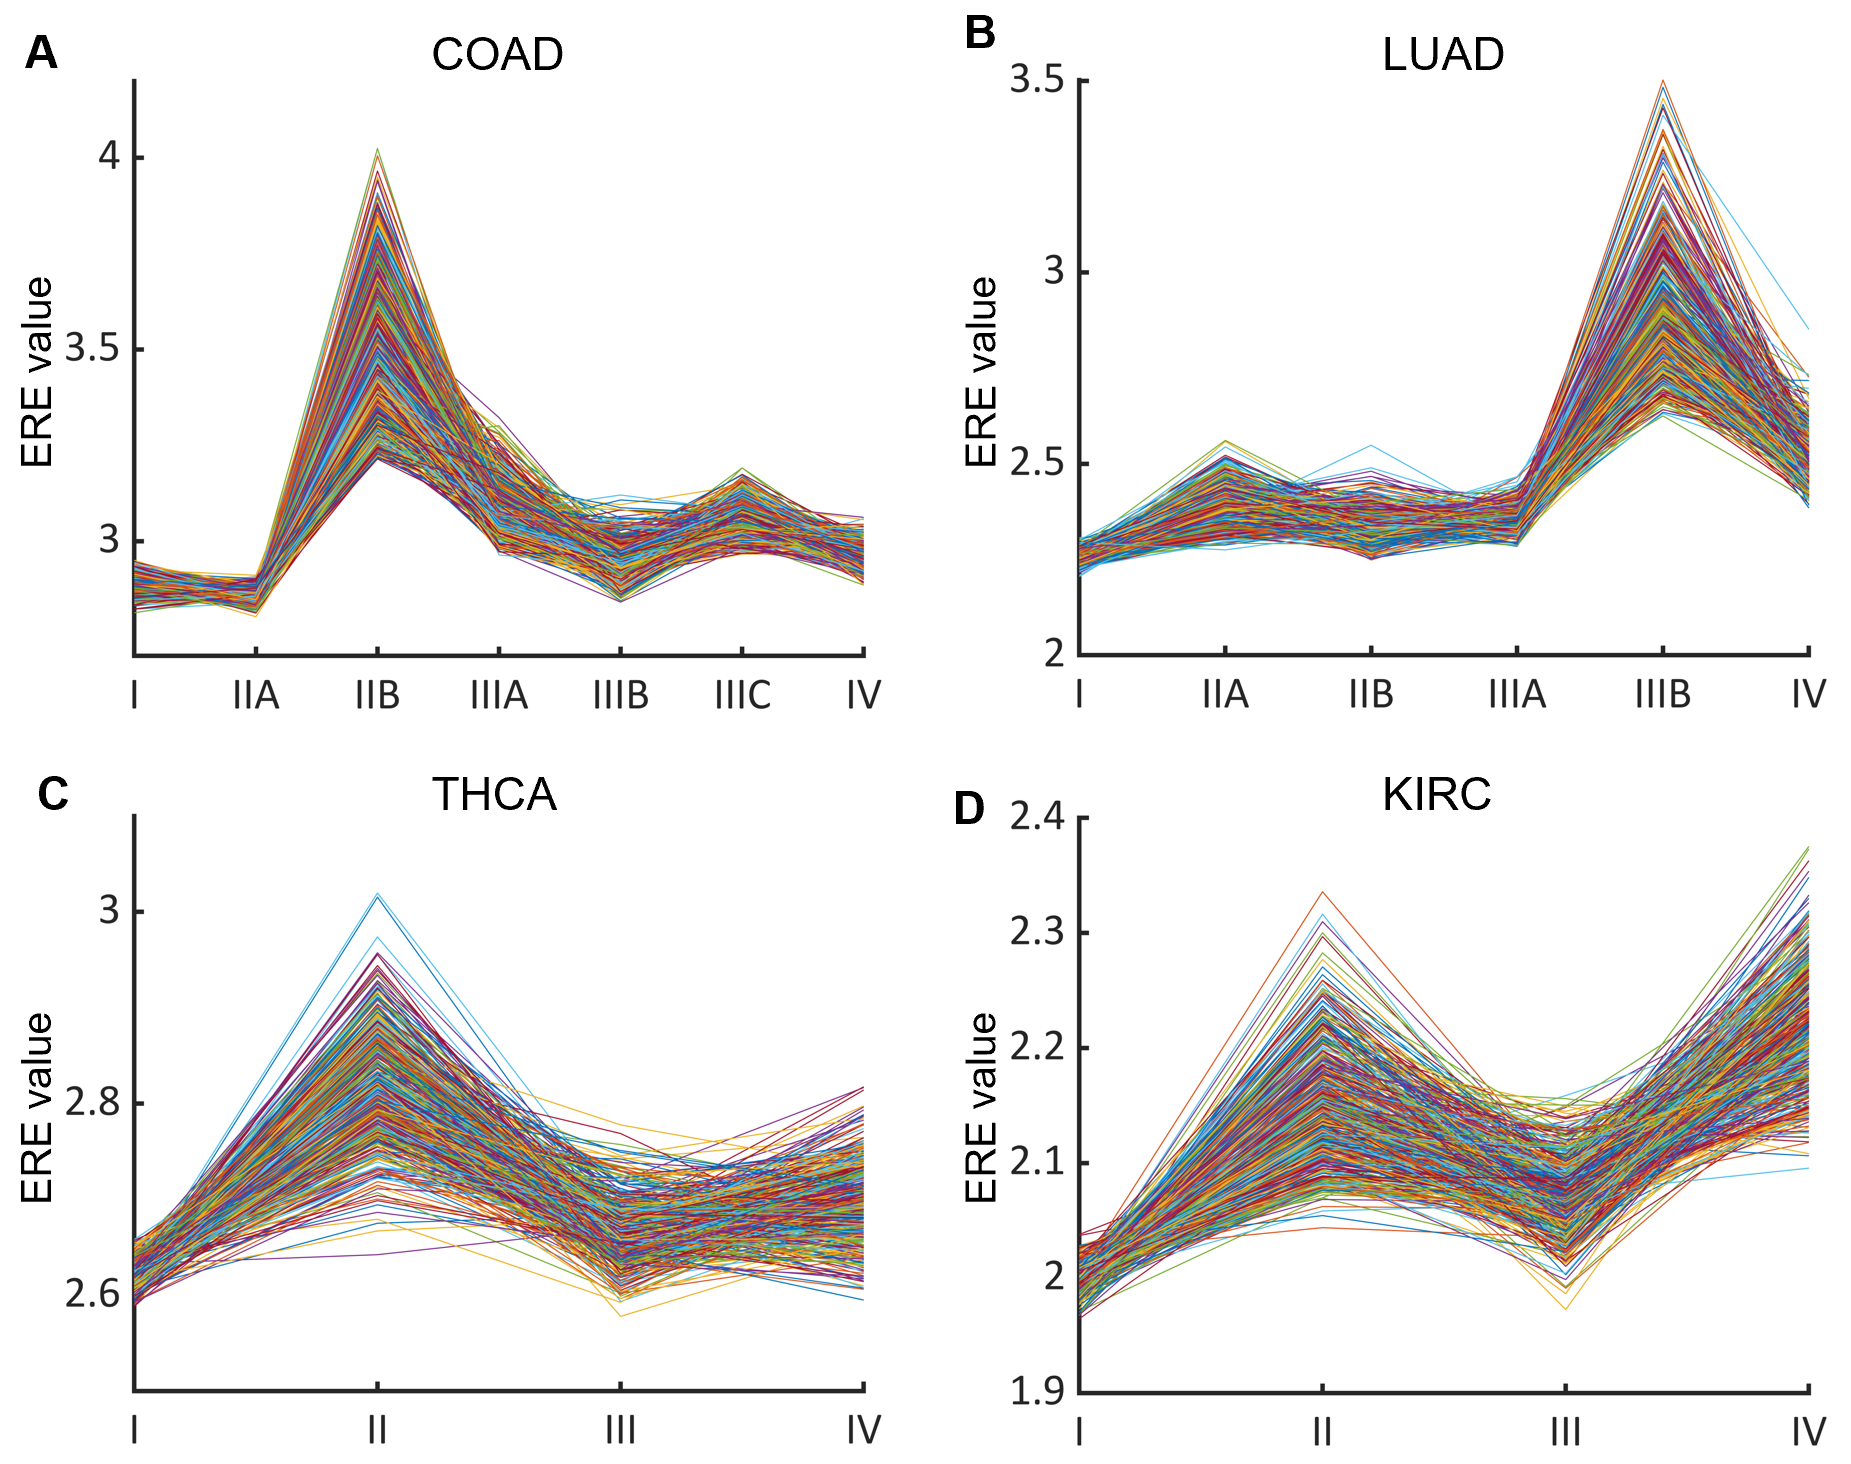 A
COAD
ERE value
4
3.5
3
I IIA IIB IIIA IIIB IIIC IV
B
LUAD
ERE value
3.5
3
2.5
2
I IIA IIB IIIA IIIB IV
C
THCA
ERE value
3
2.8
2.6
I II III IV
D
KIRC
ERE value
2.4
2.3
2.2
2.1
2
1.9
I II III IV